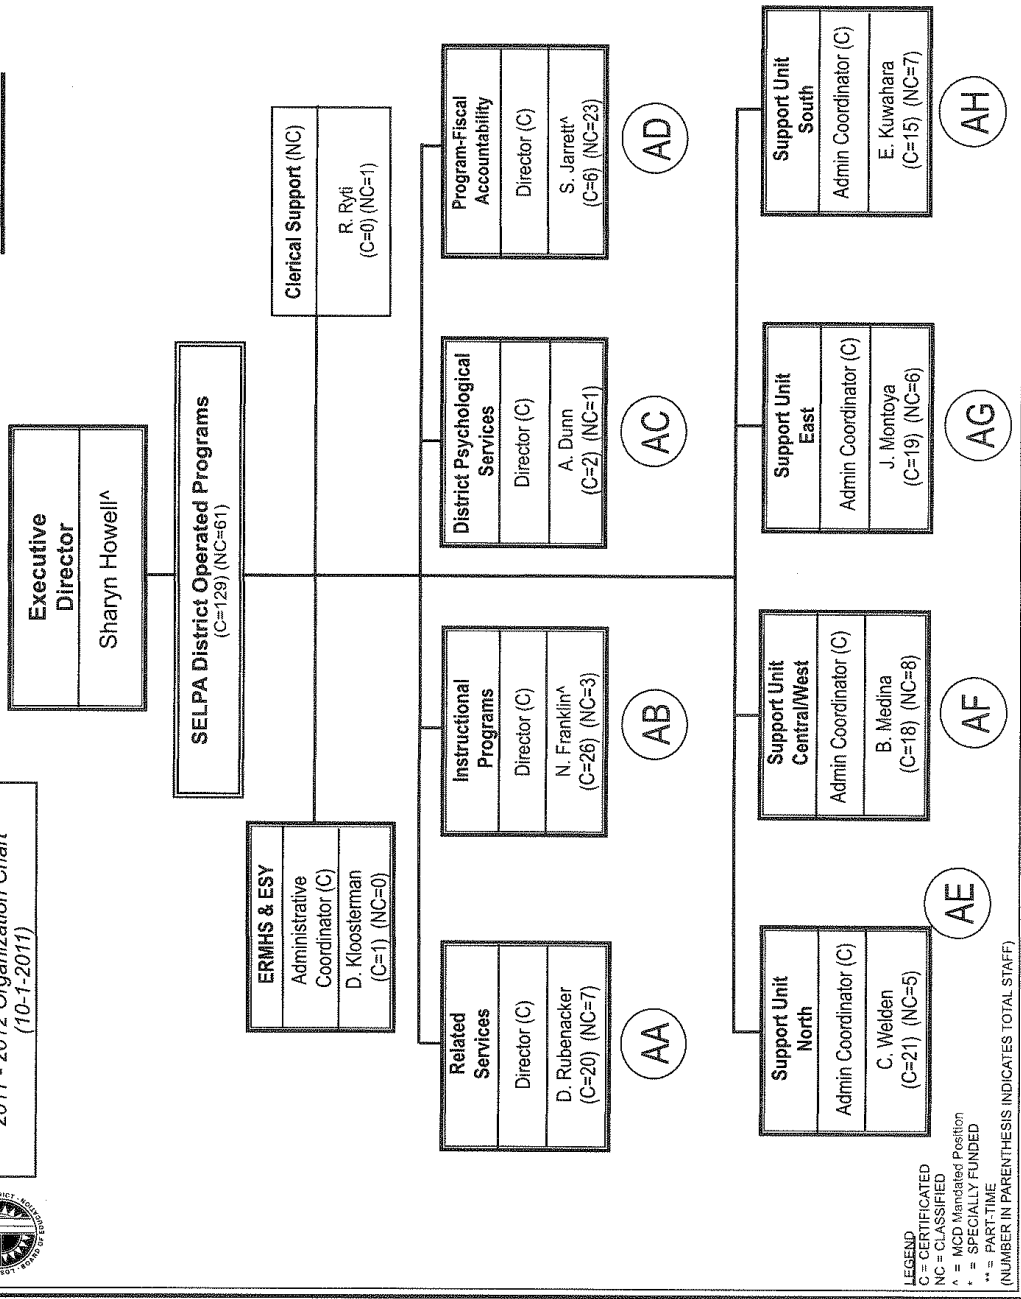 2011 - 2012 Organization Chart
(10-1-2011)
Executive
Director
Sharyn Howell^
SELPA District Operated Programs
(C=129) (NC=61)
ERMHS & ESY
Administrative
Coordinator (C)
D. Kloosterman
(C=1) (NC=0)
Clerical Support (NC)
R. Ryti
(C=0) (NC=1)
Related
Services
Director (C)
D. Rubenacker
(C=20) (NC=7)
AA
Instructional
Programs
Director (C)
N. Franklin^
(C=26) (NC=3)
AB
District Psychological
Services
Director (C)
A. Dunn
(C=2) (NC=1)
AC
Program-Fiscal
Accountability
Director (C)
S. Jarrett^
(C=6) (NC=23)
AD
Support Unit
North
Admin Coordinator (C)
C. Welden
(C=21) (NC=5)
AE
Support Unit
Central/West
Admin Coordinator (C)
B. Medina
(C=18) (NC=8)
AF
Support Unit
East
Admin Coordinator (C)
J. Montoya
(C=19) (NC=6)
AG
Support Unit
South
Admin Coordinator (C)
E. Kuwahara
(C=15) (NC=7)
AH
LEGEND
C = CERTIFICATED
NC = CLASSIFIED
^ = MCD Mandated Position
* = SPECIALLY FUNDED
** = PART-TIME
(NUMBER IN PARENTHESIS INDICATES TOTAL STAFF)